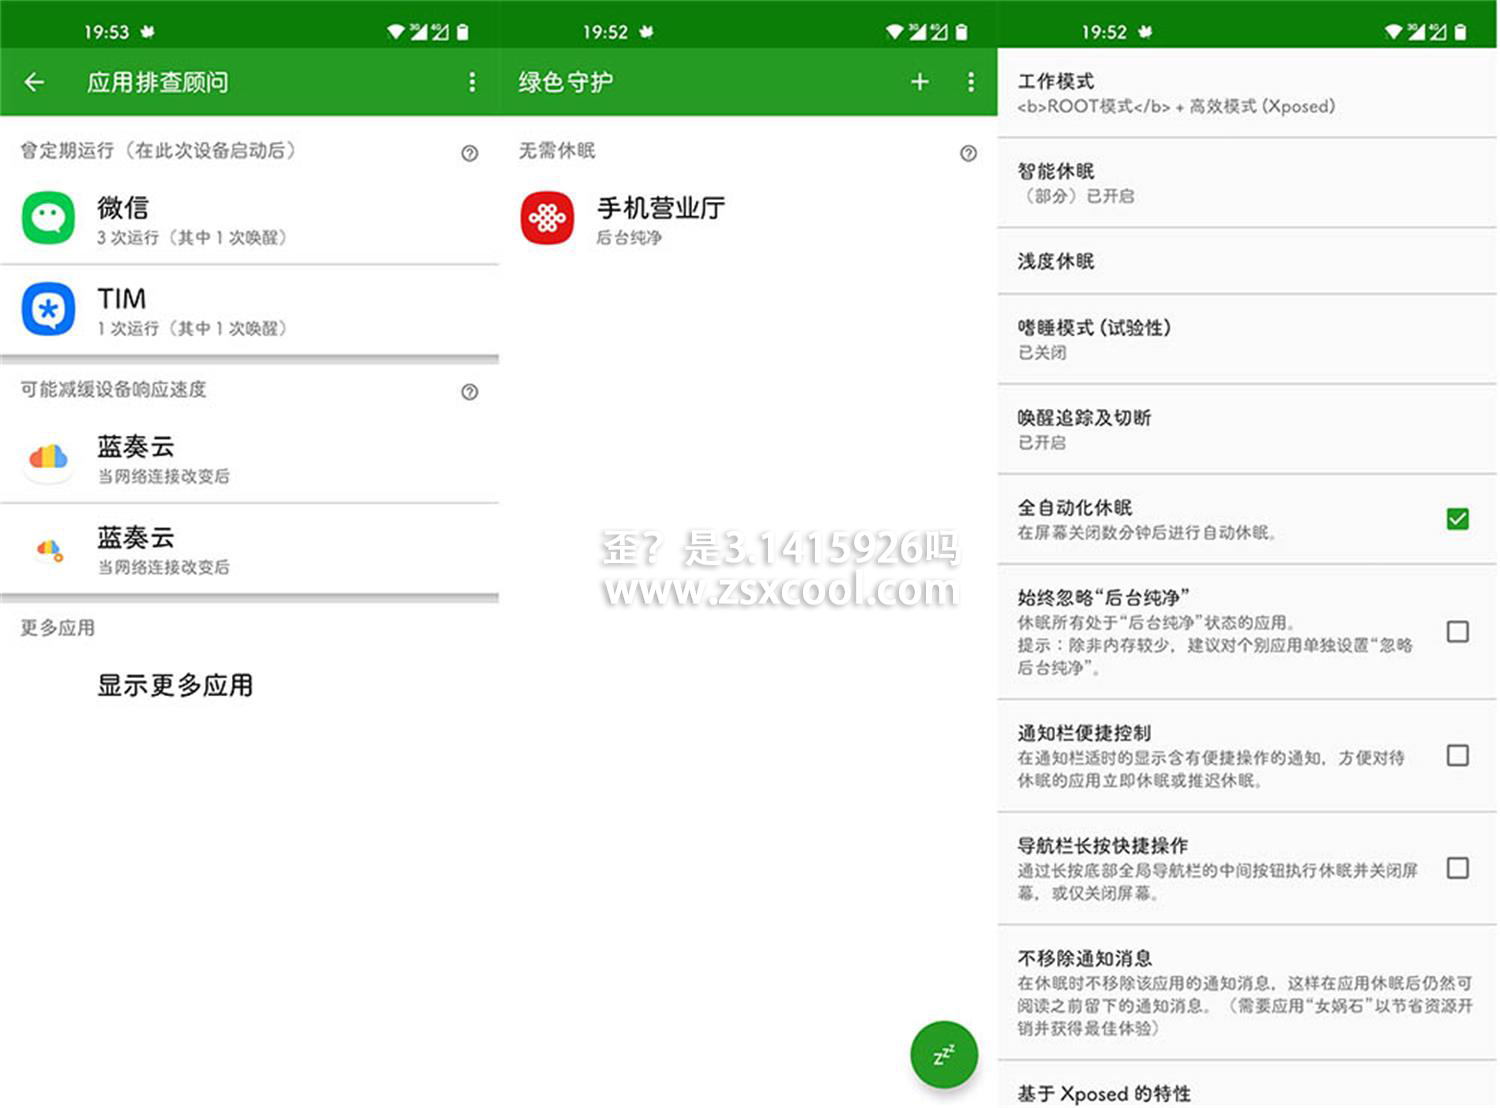 19:53
应用排查顾问
曾定期运行（在此次设备启动后）
微信
3 次运行（其中 1 次唤醒）
TIM
1 次运行（其中 1 次唤醒）
可能减缓设备响应速度
蓝奏云
当网络连接改变后
蓝奏云
当网络连接改变后
更多应用
显示更多应用
19:52
绿色守护
无需休眠
手机营业厅
后台纯净
zzz
歪？是3.1415926吗
www.zsxcool.com
19:52
工作模式
<b>ROOT模式</b> + 高效模式 (Xposed)
智能休眠
（部分）已开启
浅度休眠
嗜睡模式 (试验性)
已关闭
唤醒追踪及切断
已开启
全自动化休眠
在屏幕关闭数分钟后进行自动休眠。
始终忽略“后台纯净”
休眠所有处于“后台纯净”状态的应用。
提示：除非内存较少，建议对个别应用单独设置“忽略
后台纯净”。
通知栏便捷控制
在通知栏适时的显示含有便捷操作的通知，方便对待
休眠的应用立即休眠或推迟休眠。
导航栏长按快捷操作
通过长按底部全局导航栏的中间按钮执行休眠并关闭屏
幕，或仅关闭屏幕。
不移除通知消息
在休眠时不移除该应用的通知消息，这样在应用休眠后仍然可
阅读之前留下的通知消息。（需要应用“女娲石”以节省资源开
销并获得最佳体验）
基于 Xposed 的特性